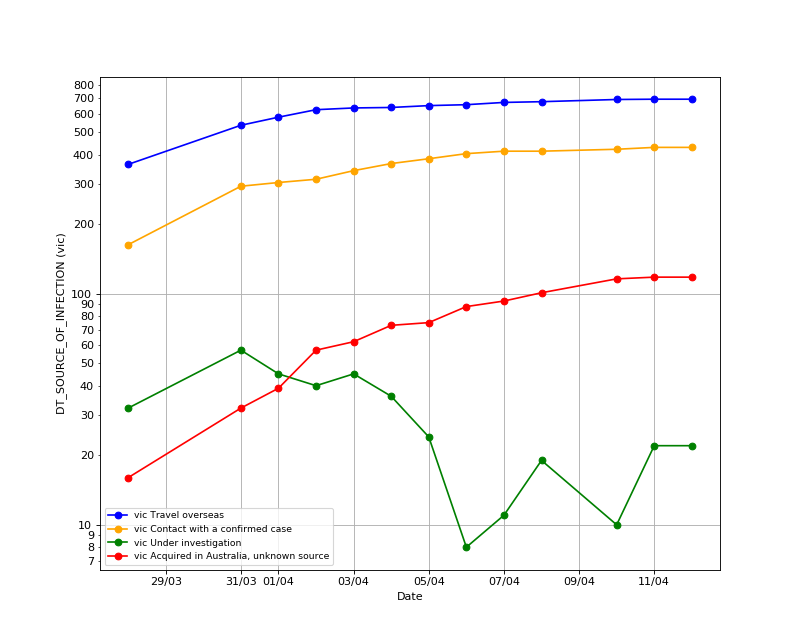 800
700
600
500
400
300
200
100
90
80
70
60
50
40
30
20
10
9
8
7
DT_SOURCE_OF_INFECTION (vic)
vic Travel overseas
vic Contact with a confirmed case
vic Under investigation
vic Acquired in Australia, unknown source
29/03 31/03 01/04 03/04 05/04 07/04 09/04 11/04
Date